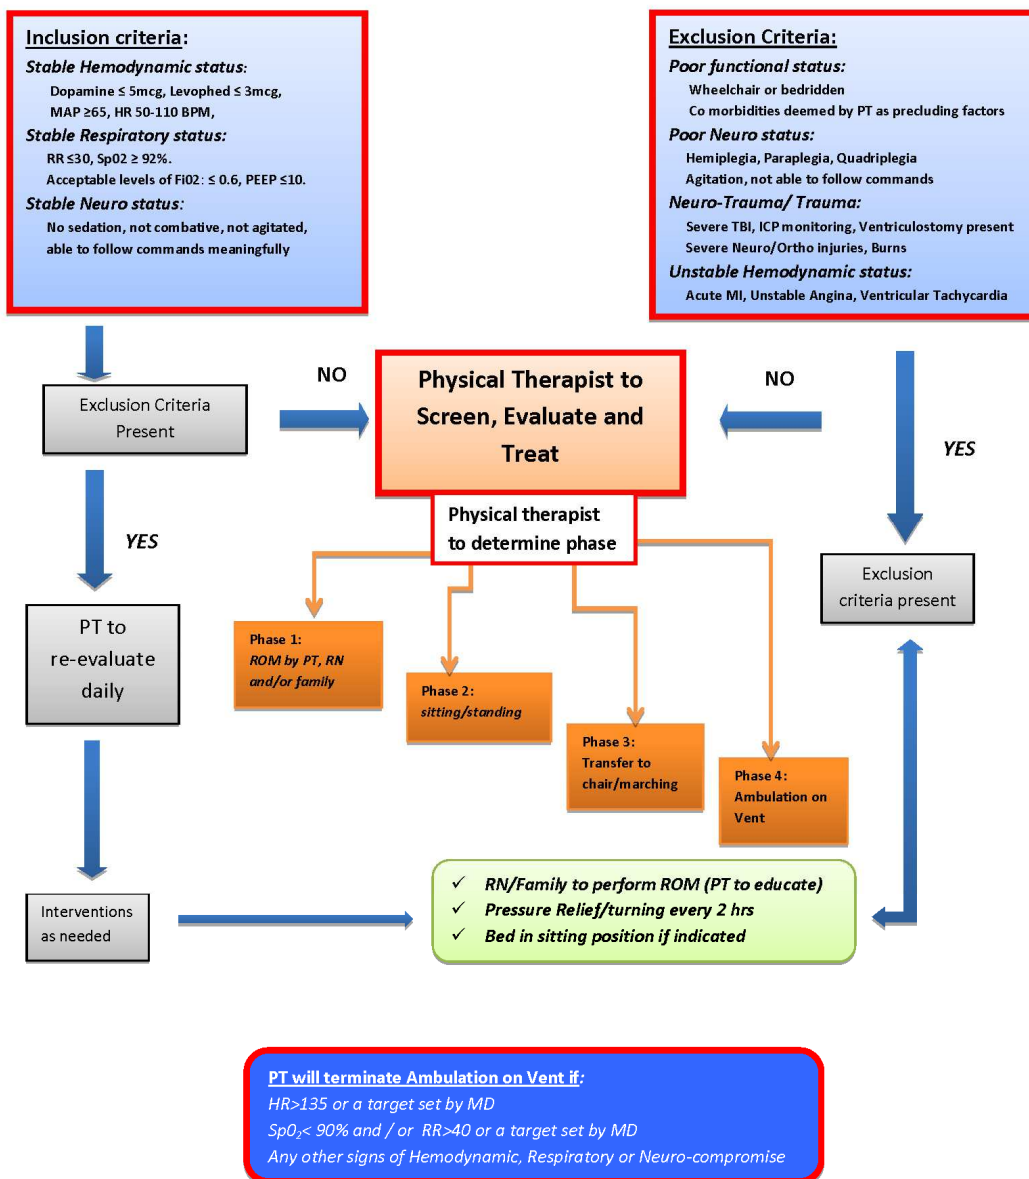 Inclusion criteria:
Stable Hemodynamic status:
Dopamine ≤ 5mcg, Levophed ≤ 3mcg,
MAP ≥65, HR 50-110 BPM,
Stable Respiratory status:
RR ≤30, Sp02 ≥ 92%.
Acceptable levels of Fi02: ≤ 0.6, PEEP ≤10.
Stable Neuro status:
No sedation, not combative, not agitated,
able to follow commands meaningfully
Exclusion Criteria:
Poor functional status:
Wheelchair or bedridden
Co morbidities deemed by PT as precluding factors
Poor Neuro status:
Hemiplegia, Paraplegia, Quadriplegia
Agitation, not able to follow commands
Neuro-Trauma/ Trauma:
Severe TBI, ICP monitoring, Ventriculostomy present
Severe Neuro/Ortho injuries, Burns
Unstable Hemodynamic status:
Acute MI, Unstable Angina, Ventricular Tachycardia
Exclusion Criteria
Present
NO
Physical Therapist to
Screen, Evaluate and
Treat
NO
YES
YES
Physical therapist
to determine phase
Exclusion
criteria present
PT to
re-evaluate
daily
Phase 1:
ROM by PT, RN
and/or family
Phase 2:
sitting/standing
Phase 3:
Transfer to
chair/marching
Phase 4:
Ambulation on
Vent
Interventions
as needed
✓ RN/Family to perform ROM (PT to educate)
✓ Pressure Relief/turning every 2 hrs
✓ Bed in sitting position if indicated
PT will terminate Ambulation on Vent if:
HR>135 or a target set by MD
Sp0₂< 90% and / or RR>40 or a target set by MD
Any other signs of Hemodynamic, Respiratory or Neuro-compromise